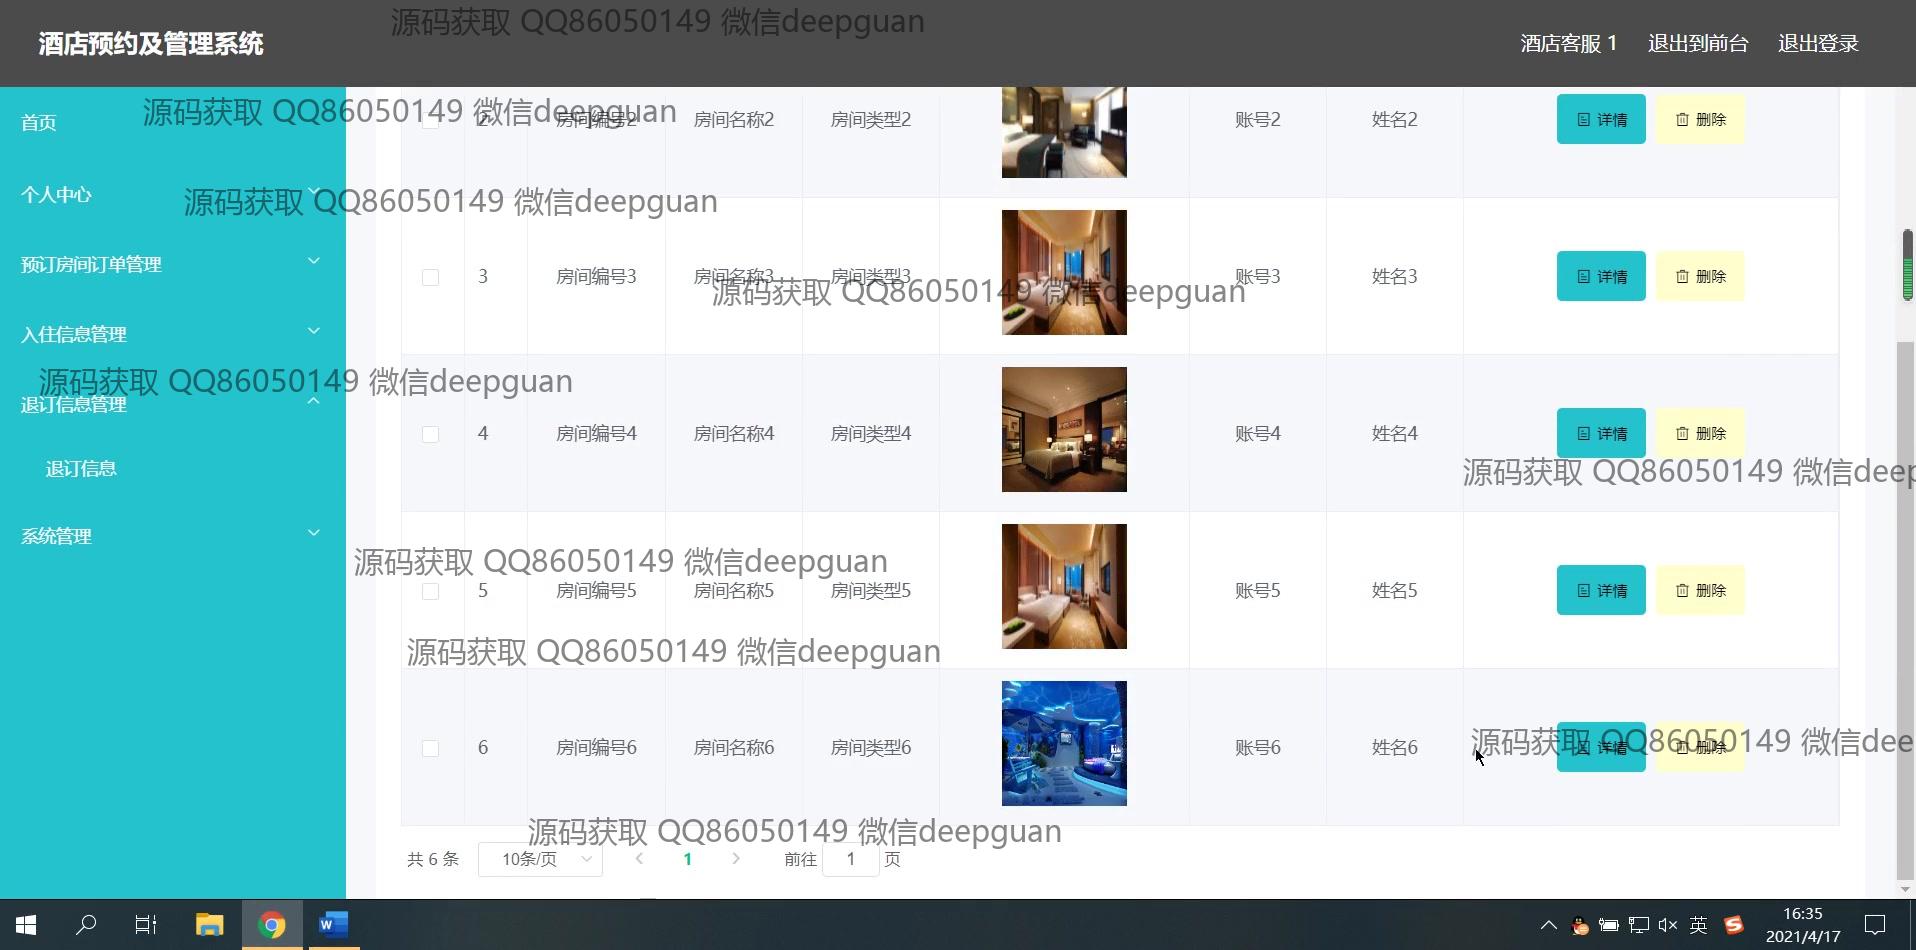 源码获取 QQ86050149 微信deepguan
酒店预约及管理系统
酒店客服 1
退出到前台
退出登录
首页
源码获取 QQ86050149 微信deepguan
2 房间编号2 房间名称2 房间类型2 账号2 姓名2 详情 删除
个人中心
源码获取 QQ86050149 微信deepguan
预订房间订单管理
3 房间编号3 房间名称3 房间类型3 账号3 姓名3 详情 删除
源码获取 QQ86050149 微信deepguan
入住信息管理
源码获取 QQ86050149 微信deepguan
退订信息管理
4 房间编号4 房间名称4 房间类型4 账号4 姓名4 详情 删除
退订信息
源码获取 QQ86050149 微信deep
系统管理
源码获取 QQ86050149 微信deepguan
5 房间编号5 房间名称5 房间类型5 账号5 姓名5 详情 删除
源码获取 QQ86050149 微信deepguan
6 房间编号6 房间名称6 房间类型6 账号6 姓名6 详情 删除
源码获取 QQ86050149 微信dee
源码获取 QQ86050149 微信deepguan
共 6 条 10条/页 1 前往 1 页
英
16:35
2021/4/17